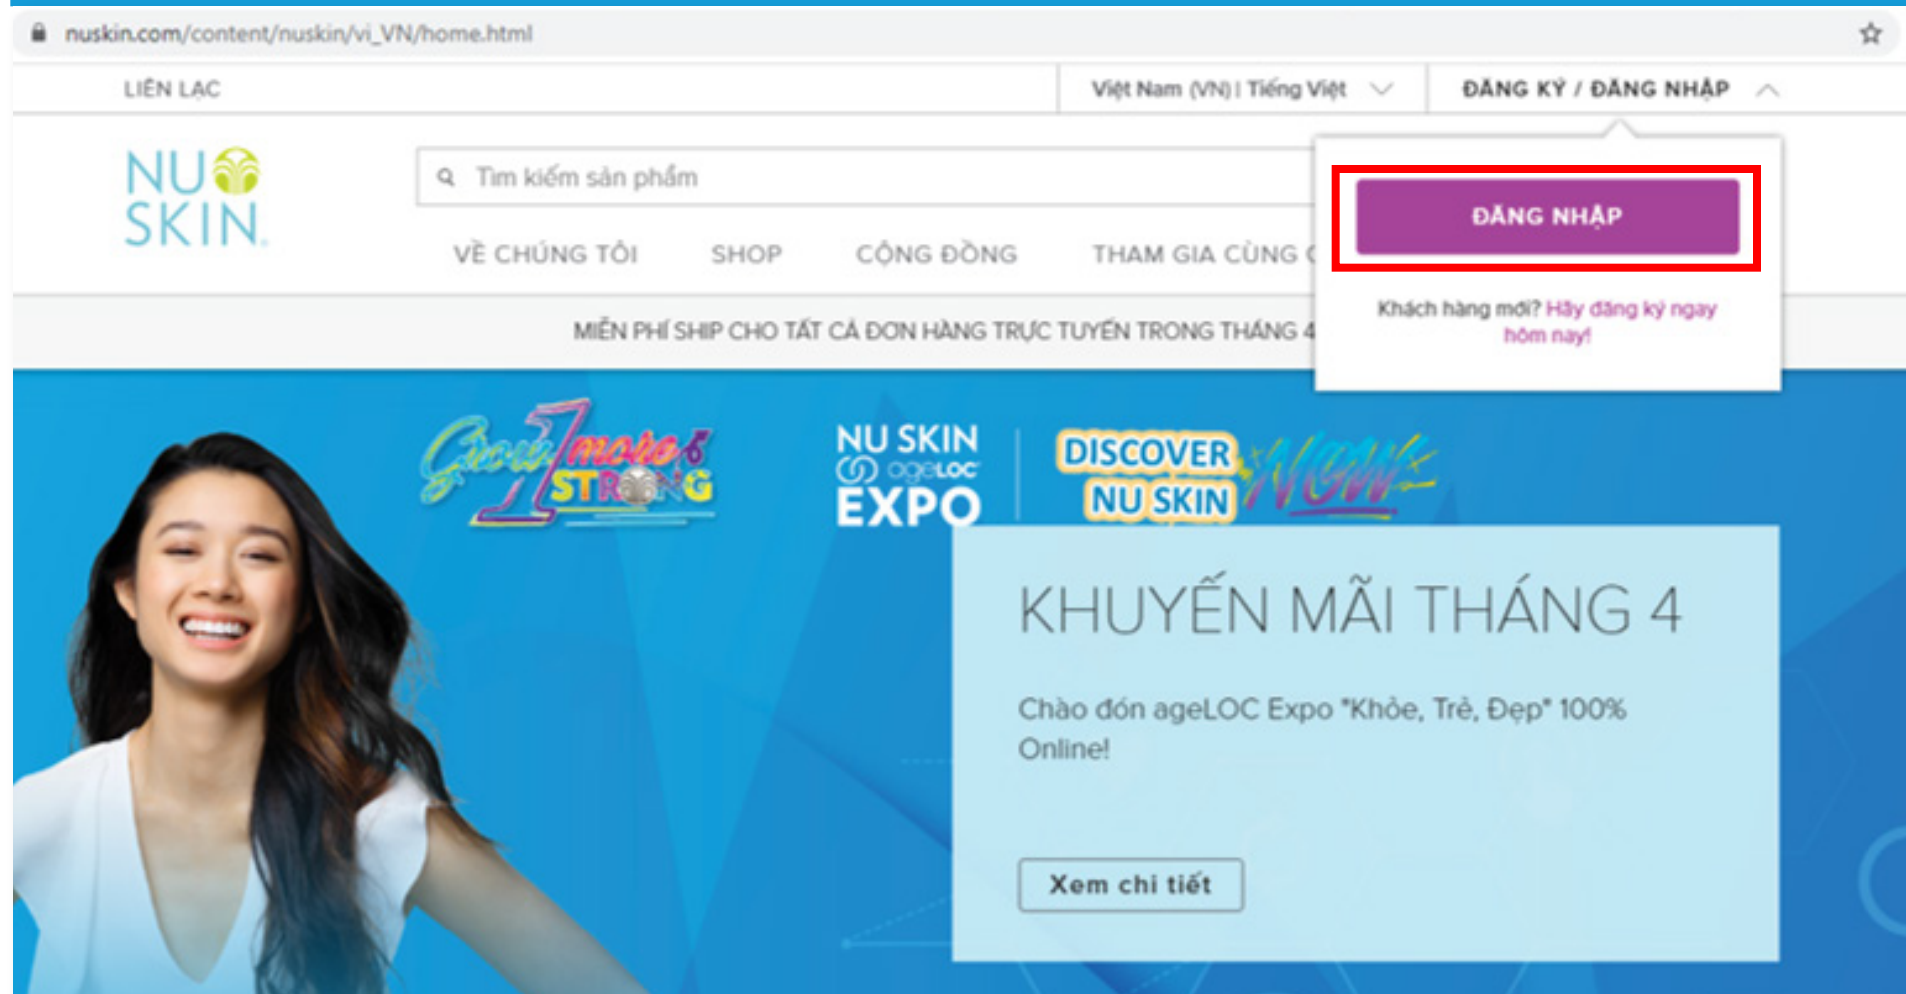 nuskin.com/content/nuskin/vi_VN/home.html
LIÊN LẠC
Việt Nam (VN) | Tiếng Việt
ĐĂNG KÝ / ĐĂNG NHẬP
NU
SKIN.
Tìm kiếm sản phẩm
ĐĂNG NHẬP
VỀ CHÚNG TÔI
SHOP
CỘNG ĐỒNG
THAM GIA CÙNG
Khách hàng mới? Hãy đăng ký ngay
hôm nay!
MIỄN PHÍ SHIP CHO TẤT CẢ ĐƠN HÀNG TRỰC TUYẾN TRONG THÁNG 4
Grow 1 more
STRONG
NU SKIN
ageLOC
EXPO
DISCOVER
NU SKIN
NOW
KHUYẾN MÃI THÁNG 4
Chào đón ageLOC Expo "Khỏe, Trẻ, Đẹp" 100%
Online!
Xem chi tiết